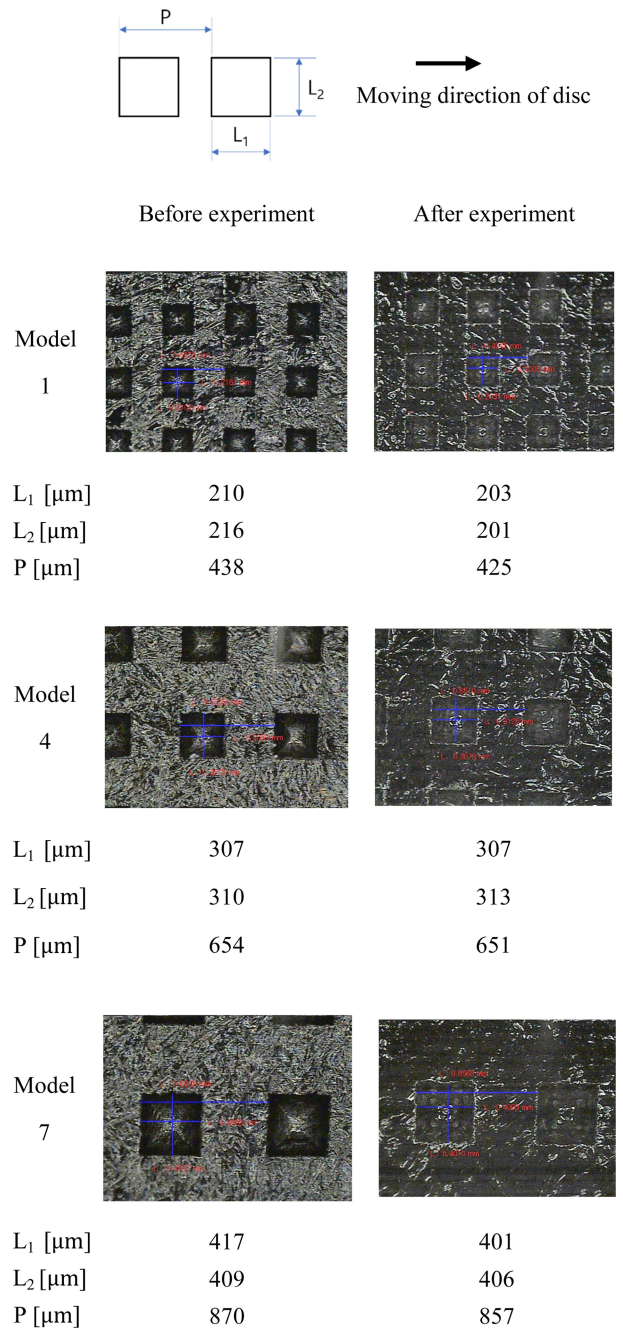 P
L₂
L₁
Moving direction of disc
Before experiment After experiment
Model
1
L₁ [μm] 210 203
L₂ [μm] 216 201
P [μm] 438 425
Model
4
L₁ [μm] 307 307
L₂ [μm] 310 313
P [μm] 654 651
Model
7
L₁ [μm] 417 401
L₂ [μm] 409 406
P [μm] 870 857